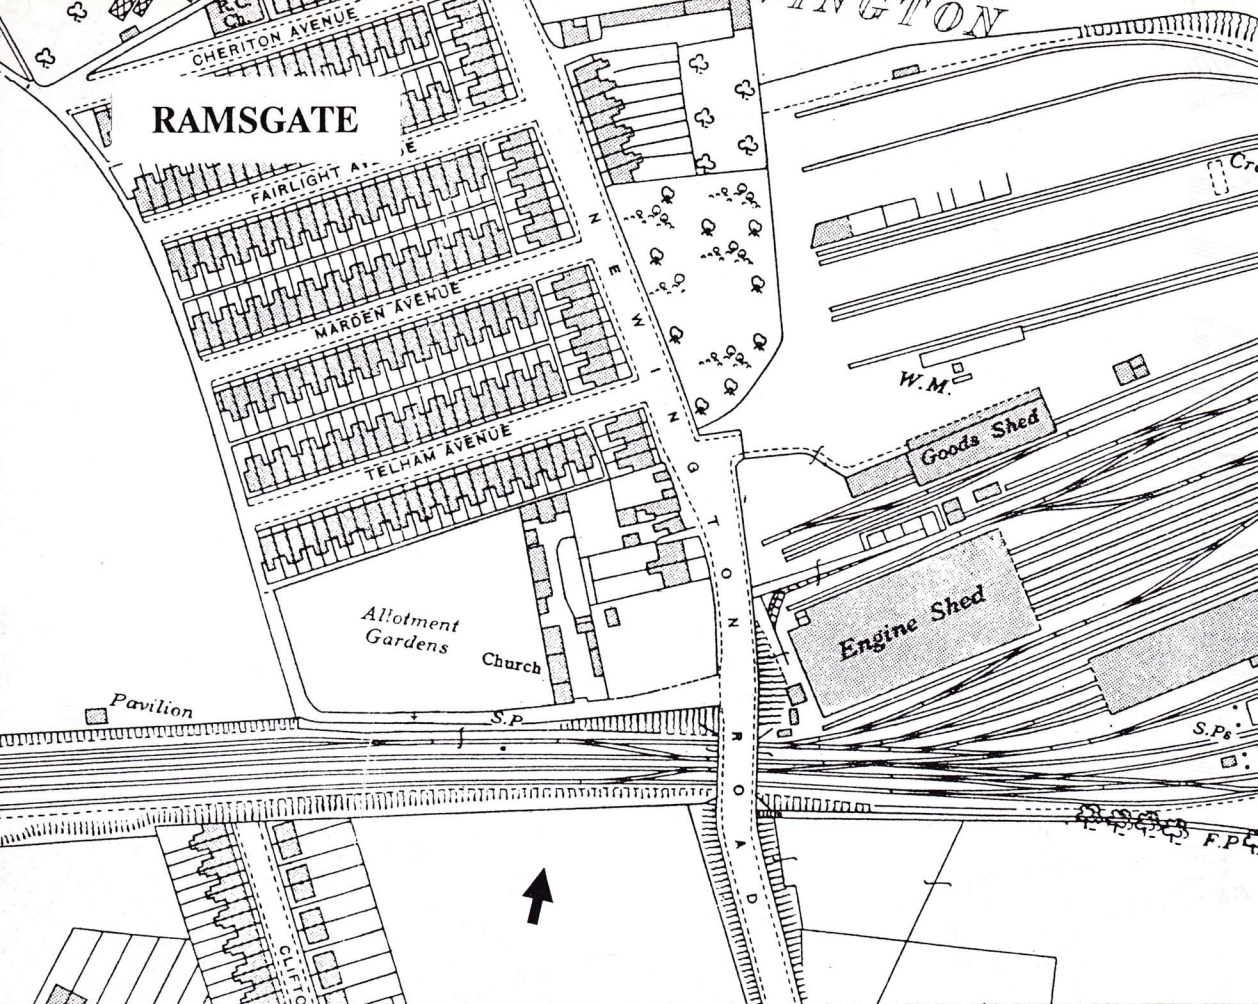 R.C.
Ch.
CHERITON AVENUE
INGTON
RAMSGATE
FAIRLIGHT
MARDEN AVENUE
TELHAM AVENUE
NEWINGTON ROAD
W.M.
Goods Shed
Engine Shed
Allotment
Gardens
Church
Pavilion
S.P
S.Ps
F.P